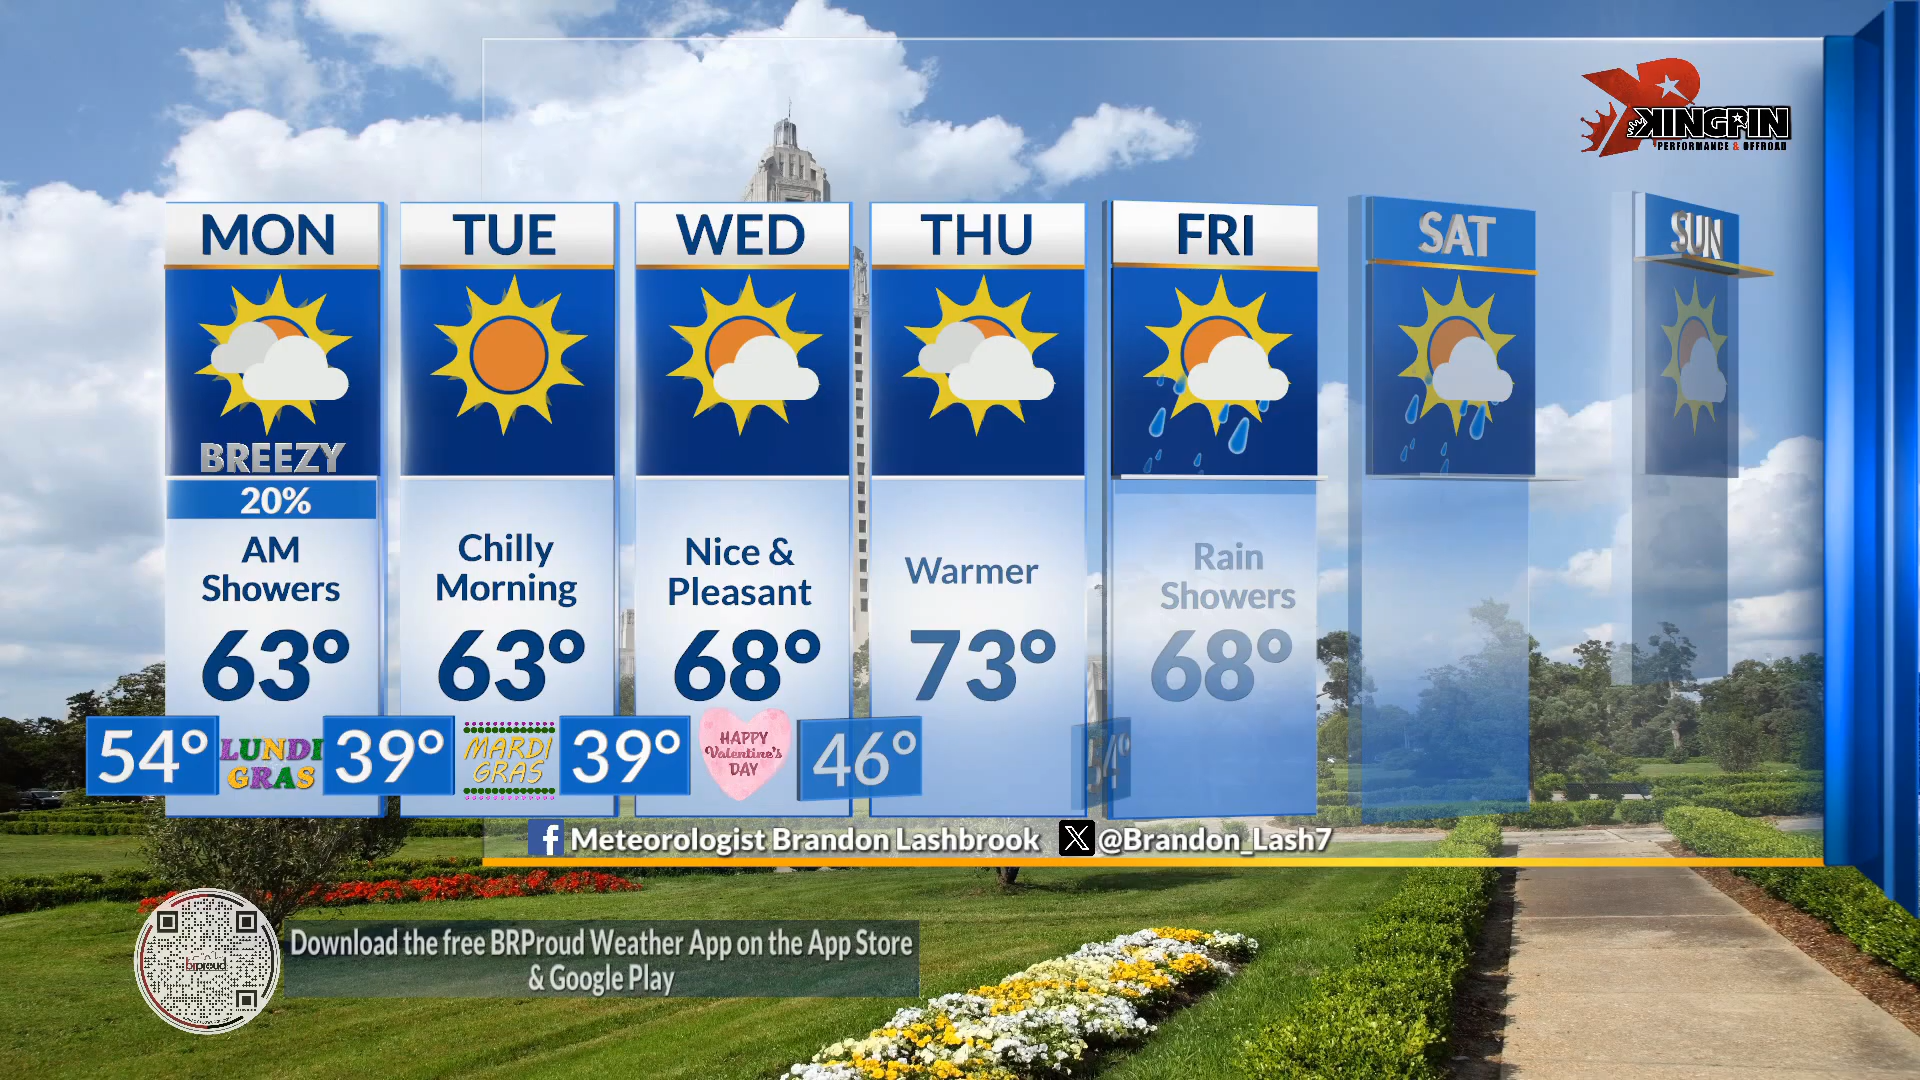 KINGPIN
PERFORMANCE & OFFROAD
MON
TUE
WED
THU
FRI
SAT
SUN
BREEZY
20%
AM
Showers
Chilly
Morning
Nice &
Pleasant
Warmer
Rain
Showers
63°
63°
68°
73°
68°
54°
LUNDI
GRAS
39°
MARDI
GRAS
39°
HAPPY
Valentine's
DAY
46°
54°
f Meteorologist Brandon Lashbrook X @Brandon_Lash7
brproud
Download the free BRProud Weather App on the App Store
& Google Play